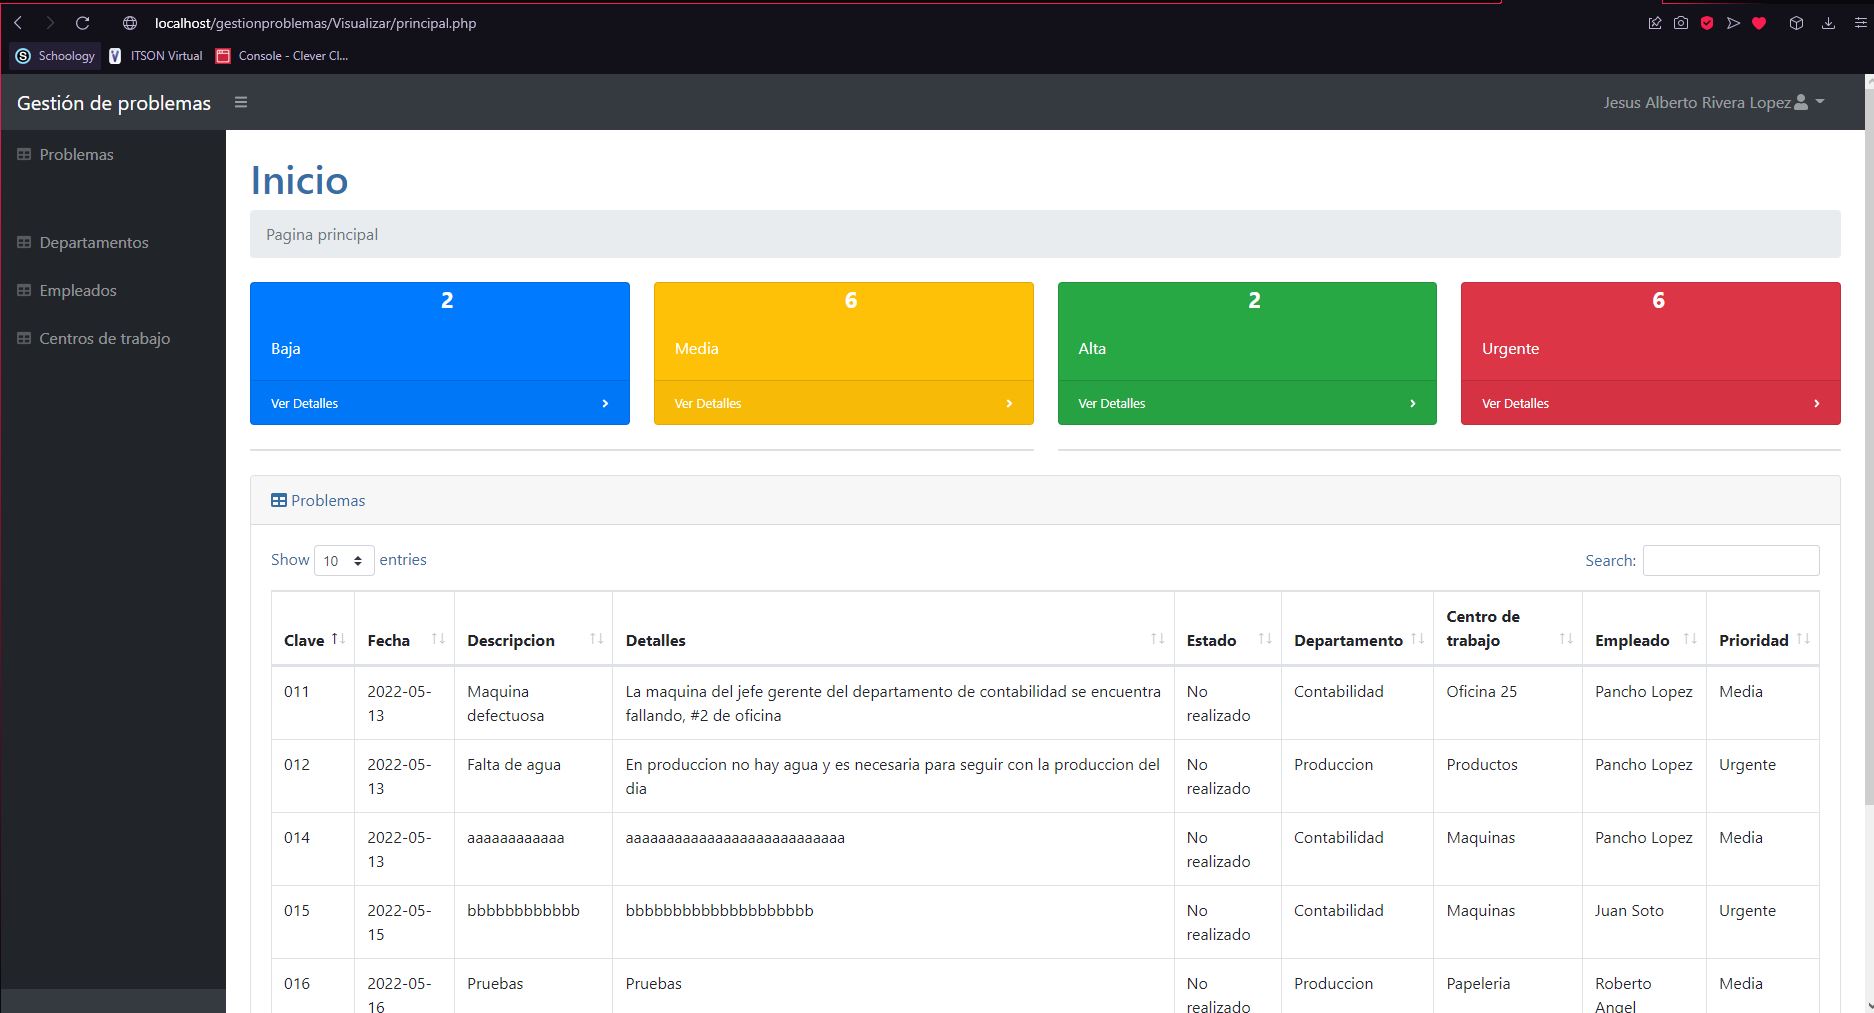 localhost/gestionproblemas/Visualizar/principal.php
Schoology ITSON Virtual Console - Clever Cl...
Gestión de problemas Jesus Alberto Rivera Lopez
Problemas
Departamentos
Empleados
Centros de trabajo
Inicio
Pagina principal
2 6 2 6
Baja Media Alta Urgente
Ver Detalles Ver Detalles Ver Detalles Ver Detalles
Problemas
Show 10 entries Search:
Clave Fecha Descripcion Detalles Estado Departamento Centro de trabajo Empleado Prioridad
011 2022-05-13 Maquina defectuosa La maquina del jefe gerente del departamento de contabilidad se encuentra fallando, #2 de oficina No realizado Contabilidad Oficina 25 Pancho Lopez Media
012 2022-05-13 Falta de agua En produccion no hay agua y es necesaria para seguir con la produccion del dia No realizado Produccion Productos Pancho Lopez Urgente
014 2022-05-13 aaaaaaaaaaaa aaaaaaaaaaaaaaaaaaaaaaaaaaa No realizado Contabilidad Maquinas Pancho Lopez Media
015 2022-05-15 bbbbbbbbbbbb bbbbbbbbbbbbbbbbbbbb No realizado Contabilidad Maquinas Juan Soto Urgente
016 2022-05-16 Pruebas Pruebas No realizado Produccion Papeleria Roberto Angel Media